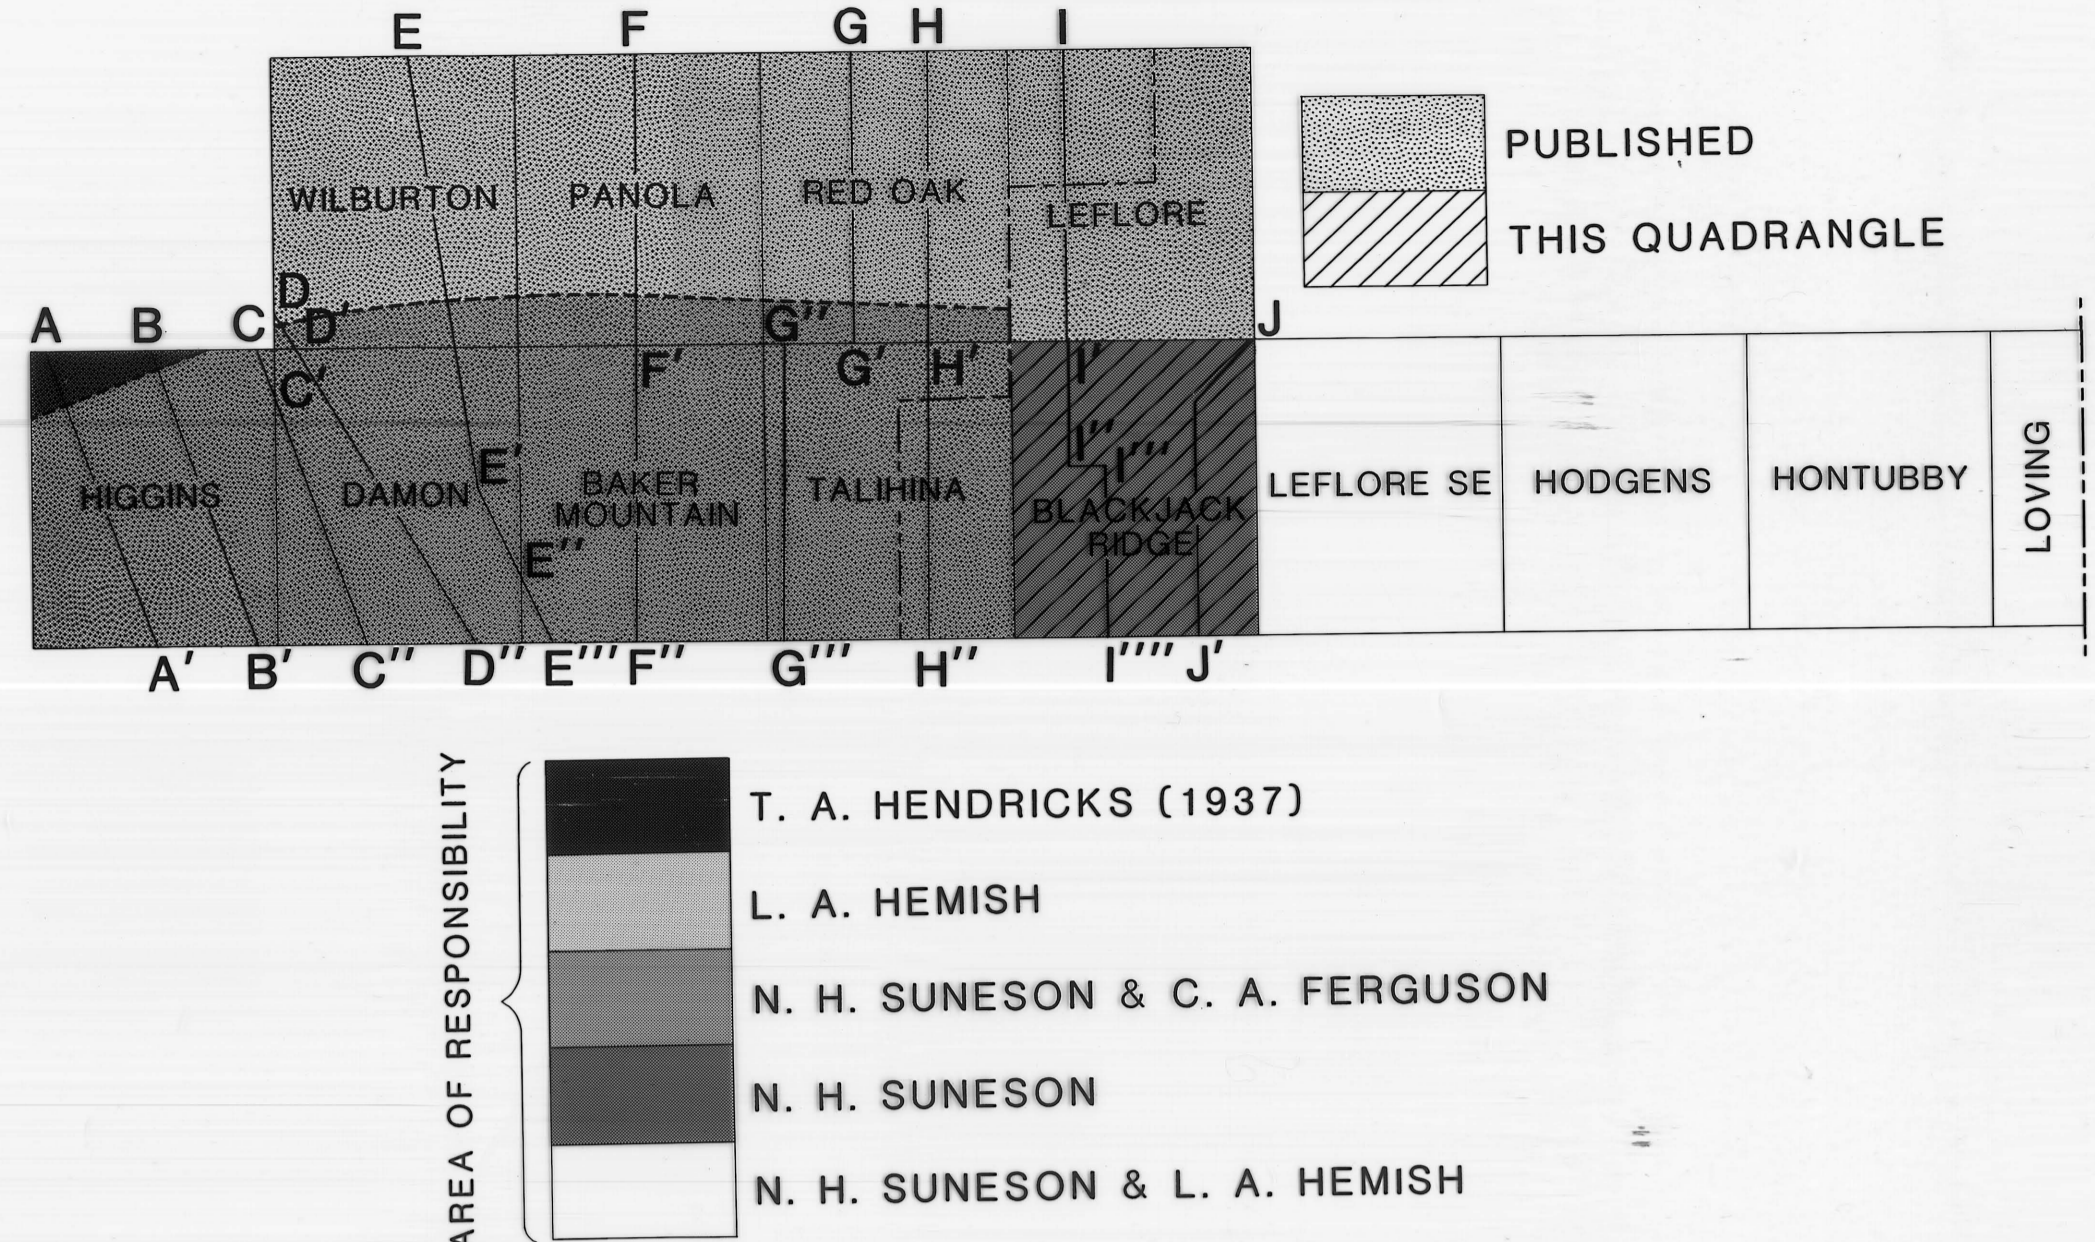 E F G H I
PUBLISHED
WILBURTON PANOLA RED OAK LEFLORE
THIS QUADRANGLE
D
A B C D' G'' J
C' F' G' H' I'
I'' I'''
E'
HIGGINS DAMON BAKER MOUNTAIN TALIHINA BLACKJACK RIDGE LEFLORE SE HODGENS HONTUBBY LOVING
E''
A' B' C'' D'' E''' F'' G''' H'' I'''' J'
AREA OF RESPONSIBILITY
T. A. HENDRICKS (1937)
L. A. HEMISH
N. H. SUNESON & C. A. FERGUSON
N. H. SUNESON
N. H. SUNESON & L. A. HEMISH